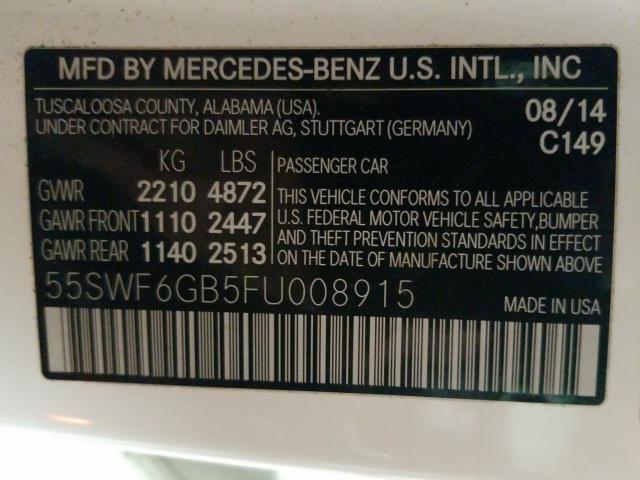 MFD BY MERCEDES-BENZ U.S. INTL., INC
TUSCALOOSA COUNTY, ALABAMA (USA).
UNDER CONTRACT FOR DAIMLER AG, STUTTGART (GERMANY)
08/14
C149
KG LBS
GVWR 2210 4872
GAWR FRONT 1110 2447
GAWR REAR 1140 2513
PASSENGER CAR
THIS VEHICLE CONFORMS TO ALL APPLICABLE
U.S. FEDERAL MOTOR VEHICLE SAFETY,BUMPER
AND THEFT PREVENTION STANDARDS IN EFFECT
ON THE DATE OF MANUFACTURE SHOWN ABOVE.
55SWF6GB5FU008915
MADE IN USA